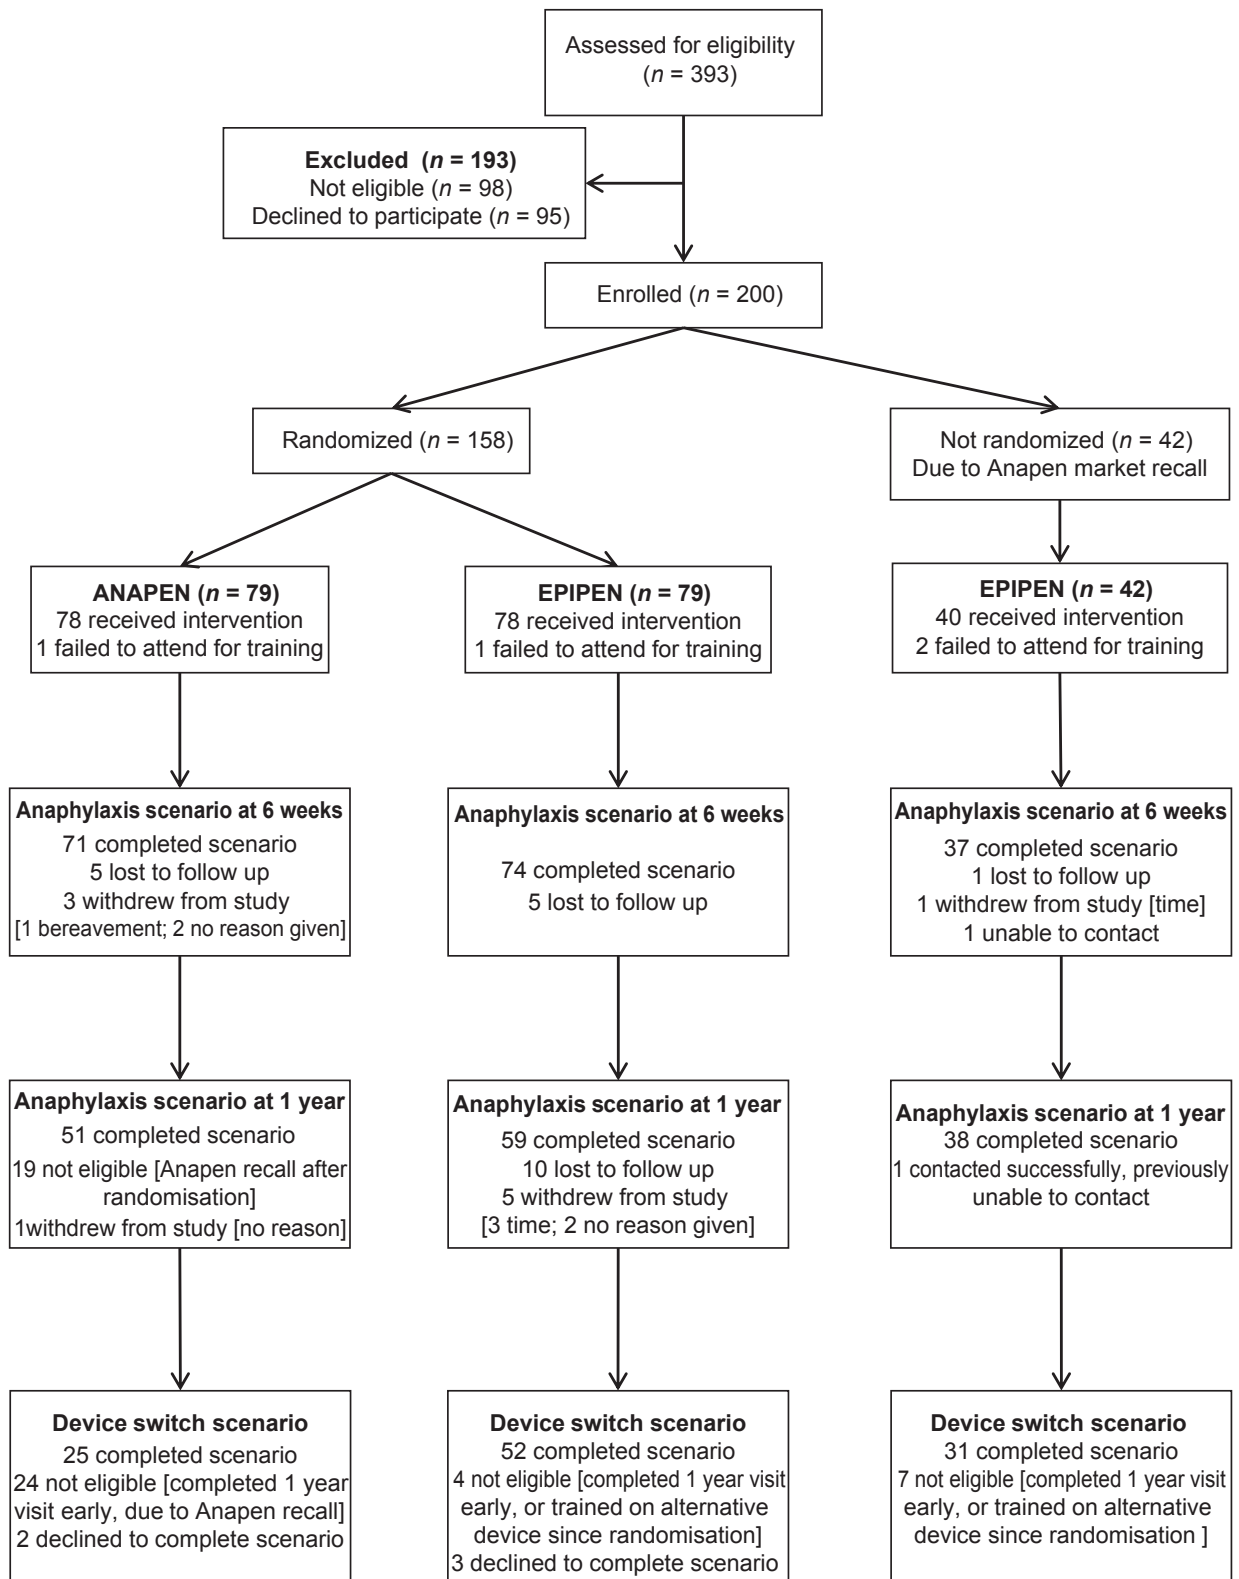 Assessed for eligibility
(n = 393)
Excluded (n = 193)
Not eligible (n = 98)
Declined to participate (n = 95)
Enrolled (n = 200)
Randomized (n = 158)
Not randomized (n = 42)
Due to Anapen market recall
ANAPEN (n = 79)
78 received intervention
1 failed to attend for training
EPIPEN (n = 79)
78 received intervention
1 failed to attend for training
EPIPEN (n = 42)
40 received intervention
2 failed to attend for training
Anaphylaxis scenario at 6 weeks
71 completed scenario
5 lost to follow up
3 withdrew from study
[1 bereavement; 2 no reason given]
Anaphylaxis scenario at 6 weeks
74 completed scenario
5 lost to follow up
Anaphylaxis scenario at 6 weeks
37 completed scenario
1 lost to follow up
1 withdrew from study [time]
1 unable to contact
Anaphylaxis scenario at 1 year
51 completed scenario
19 not eligible [Anapen recall after
randomisation]
1withdrew from study [no reason]
Anaphylaxis scenario at 1 year
59 completed scenario
10 lost to follow up
5 withdrew from study
[3 time; 2 no reason given]
Anaphylaxis scenario at 1 year
38 completed scenario
1 contacted successfully, previously
unable to contact
Device switch scenario
25 completed scenario
24 not eligible [completed 1 year
visit early, due to Anapen recall]
2 declined to complete scenario
Device switch scenario
52 completed scenario
4 not eligible [completed 1 year visit
early, or trained on alternative
device since randomisation]
3 declined to complete scenario
Device switch scenario
31 completed scenario
7 not eligible [completed 1 year visit
early, or trained on alternative
device since randomisation ]